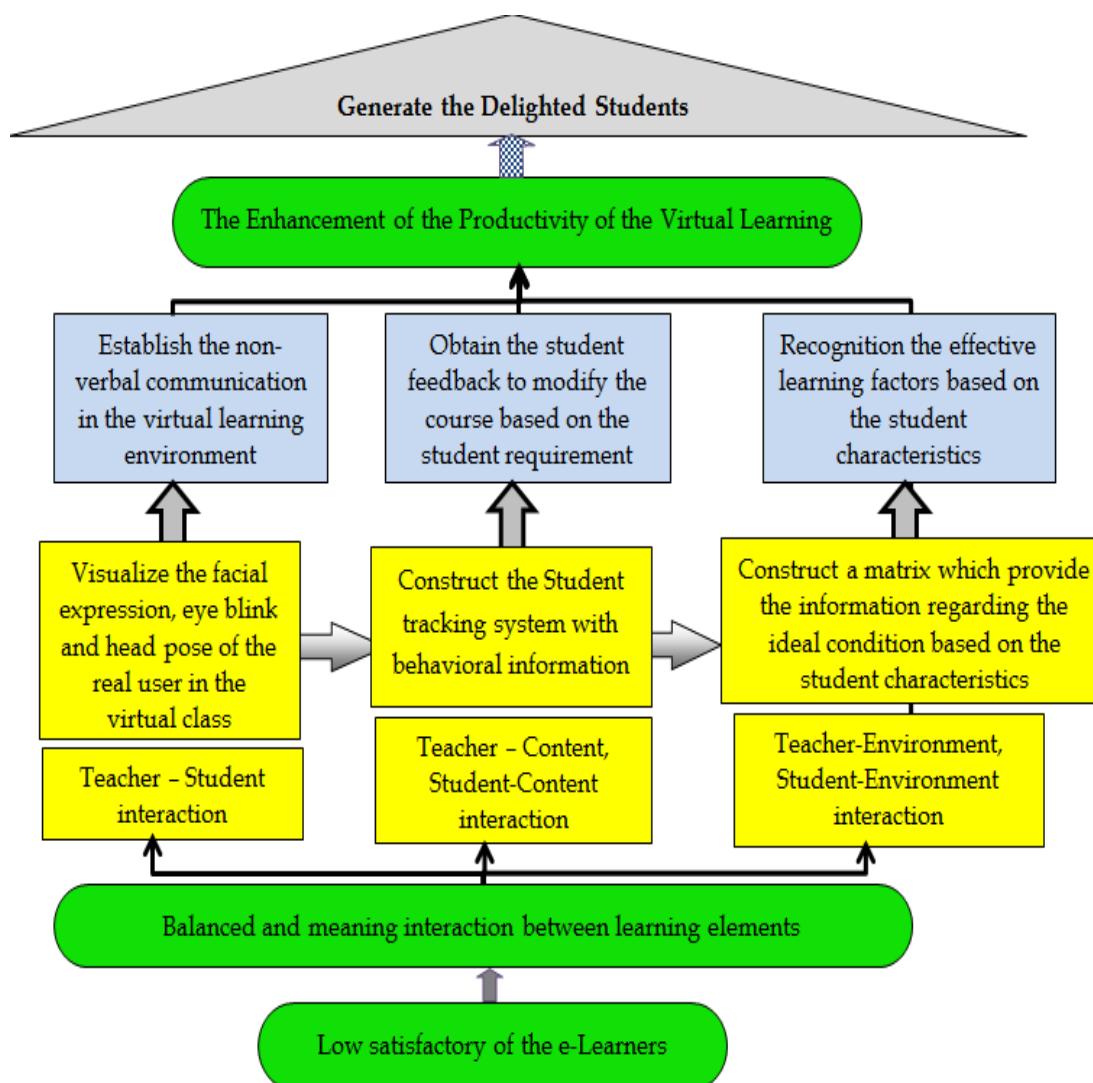 Generate the Delighted Students
The Enhancement of the Productivity of the Virtual Learning
Establish the non-
verbal communication
in the virtual learning
environment
Obtain the student
feedback to modify the
course based on the
student requirement
Recognition the effective
learning factors based on
the student
characteristics
Visualize the facial
expression, eye blink
and head pose of the
real user in the
virtual class
Construct the Student
tracking system with
behavioral information
Construct a matrix which provide
the information regarding the
ideal condition based on the
student characteristics
Teacher – Student
interaction
Teacher – Content,
Student-Content
interaction
Teacher-Environment,
Student-Environment
interaction
Balanced and meaning interaction between learning elements
Low satisfactory of the e-Learners